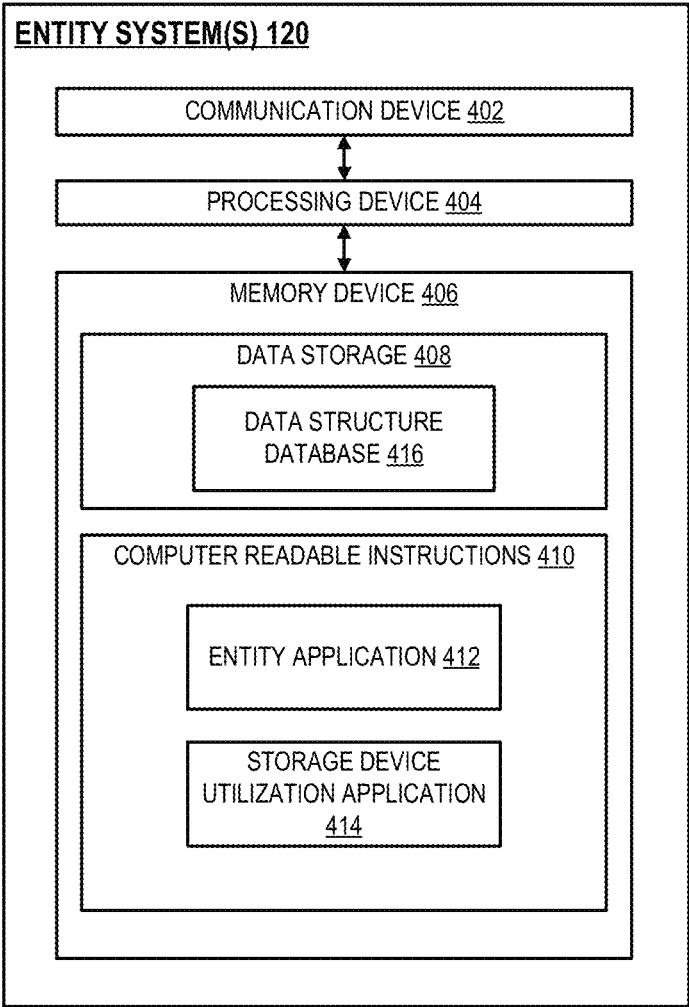 ENTITY SYSTEM(S) 120
COMMUNICATION DEVICE 402
PROCESSING DEVICE 404
MEMORY DEVICE 406
DATA STORAGE 408
DATA STRUCTURE
DATABASE 416
COMPUTER READABLE INSTRUCTIONS 410
ENTITY APPLICATION 412
STORAGE DEVICE
UTILIZATION APPLICATION
414